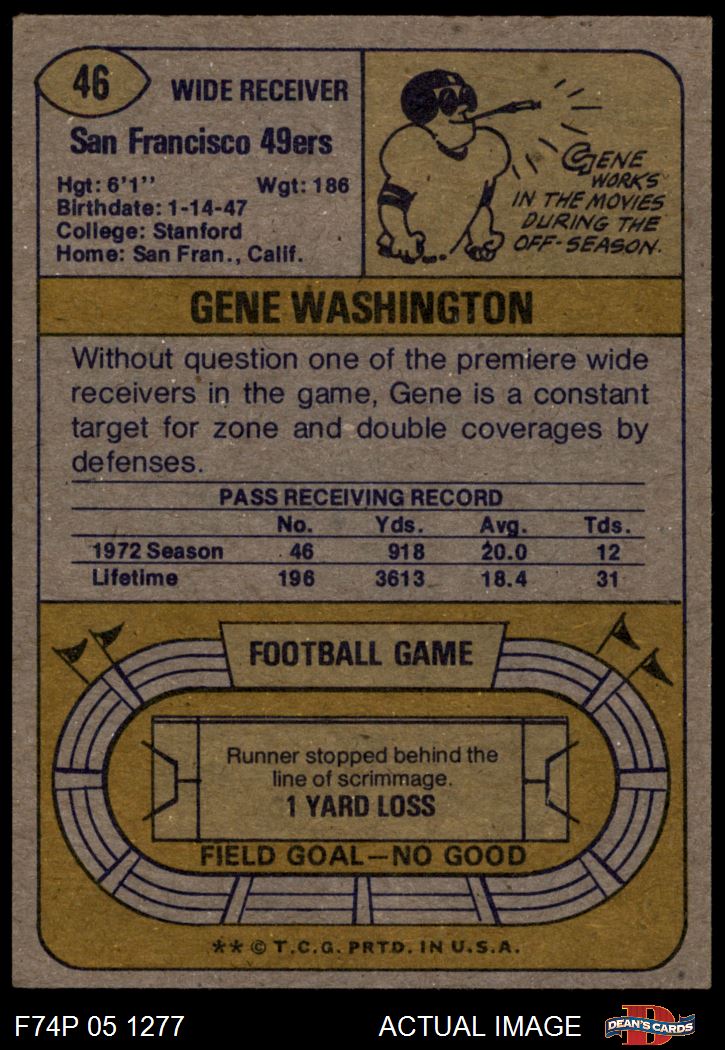 46
WIDE RECEIVER
San Francisco 49ers
Hgt: 6'1" Wgt: 186
Birthdate: 1-14-47
College: Stanford
Home: San Fran., Calif.
GENE
WORKS
IN THE MOVIES
DURING THE
OFF-SEASON.
GENE WASHINGTON
Without question one of the premiere wide
receivers in the game, Gene is a constant
target for zone and double coverages by
defenses.
PASS RECEIVING RECORD
No. Yds. Avg. Tds.
1972 Season 46 918 20.0 12
Lifetime 196 3613 18.4 31
FOOTBALL GAME
Runner stopped behind the
line of scrimmage.
1 YARD LOSS
FIELD GOAL—NO GOOD
** © T.C.G. PRTD. IN U.S.A.
F74P 05 1277 ACTUAL IMAGE
D
DEAN'S CARDS